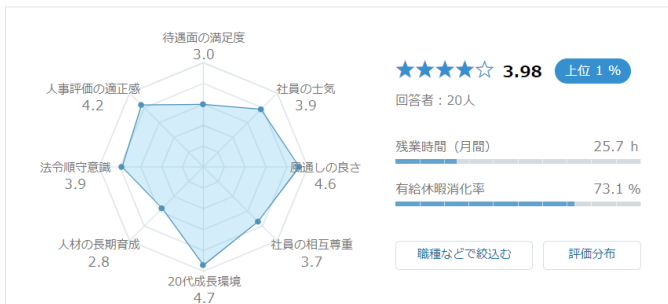 待遇面の満足度
3.0
社員の士気
3.9
風通しの良さ
4.6
社員の相互尊重
3.7
20代成長環境
4.7
人材の長期育成
2.8
法令順守意識
3.9
人事評価の適正感
4.2
★★★★☆ 3.98 上位 1 %
回答者：20人
残業時間（月間） 25.7 h
有給休暇消化率 73.1 %
職種などで絞込む 評価分布